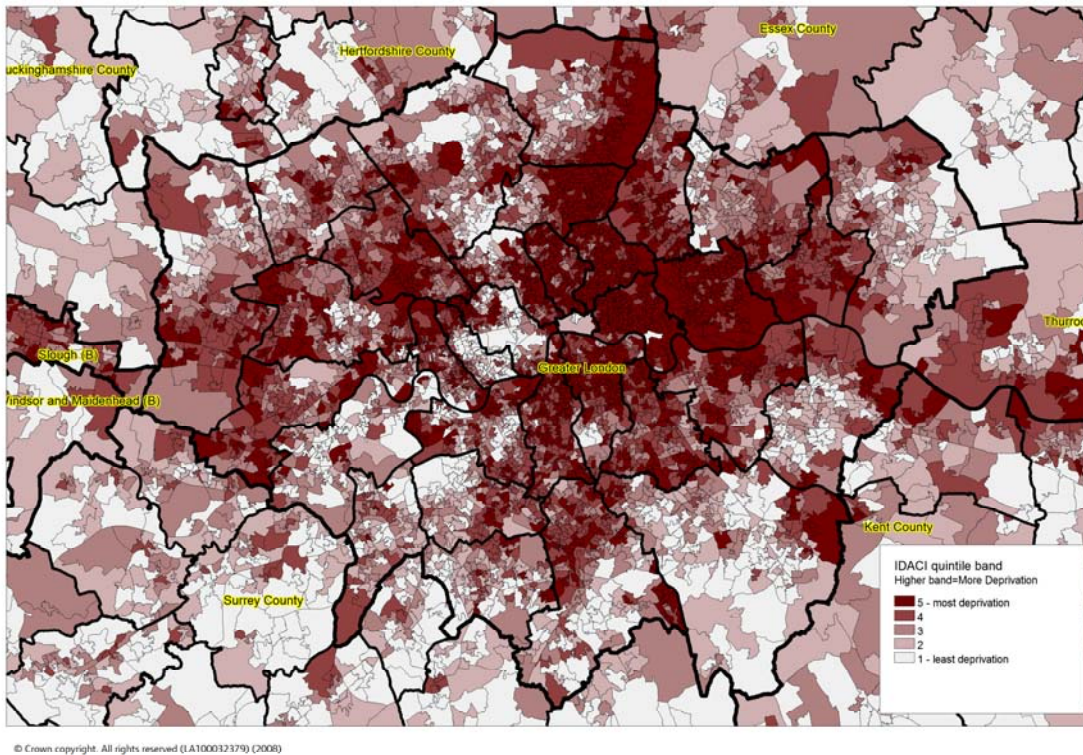 Essex County
Hertfordshire County
uckinghamshire County
Thurroc
Slough (B)
Greater London
Vindsor and Maidenhead (B)
Kent County
Surrey County
IDACI quintile band
Higher band=More Deprivation
5 - most deprivation
4
3
2
1 - least deprivation
© Crown copyright. All rights reserved (LA100032379) (2008)